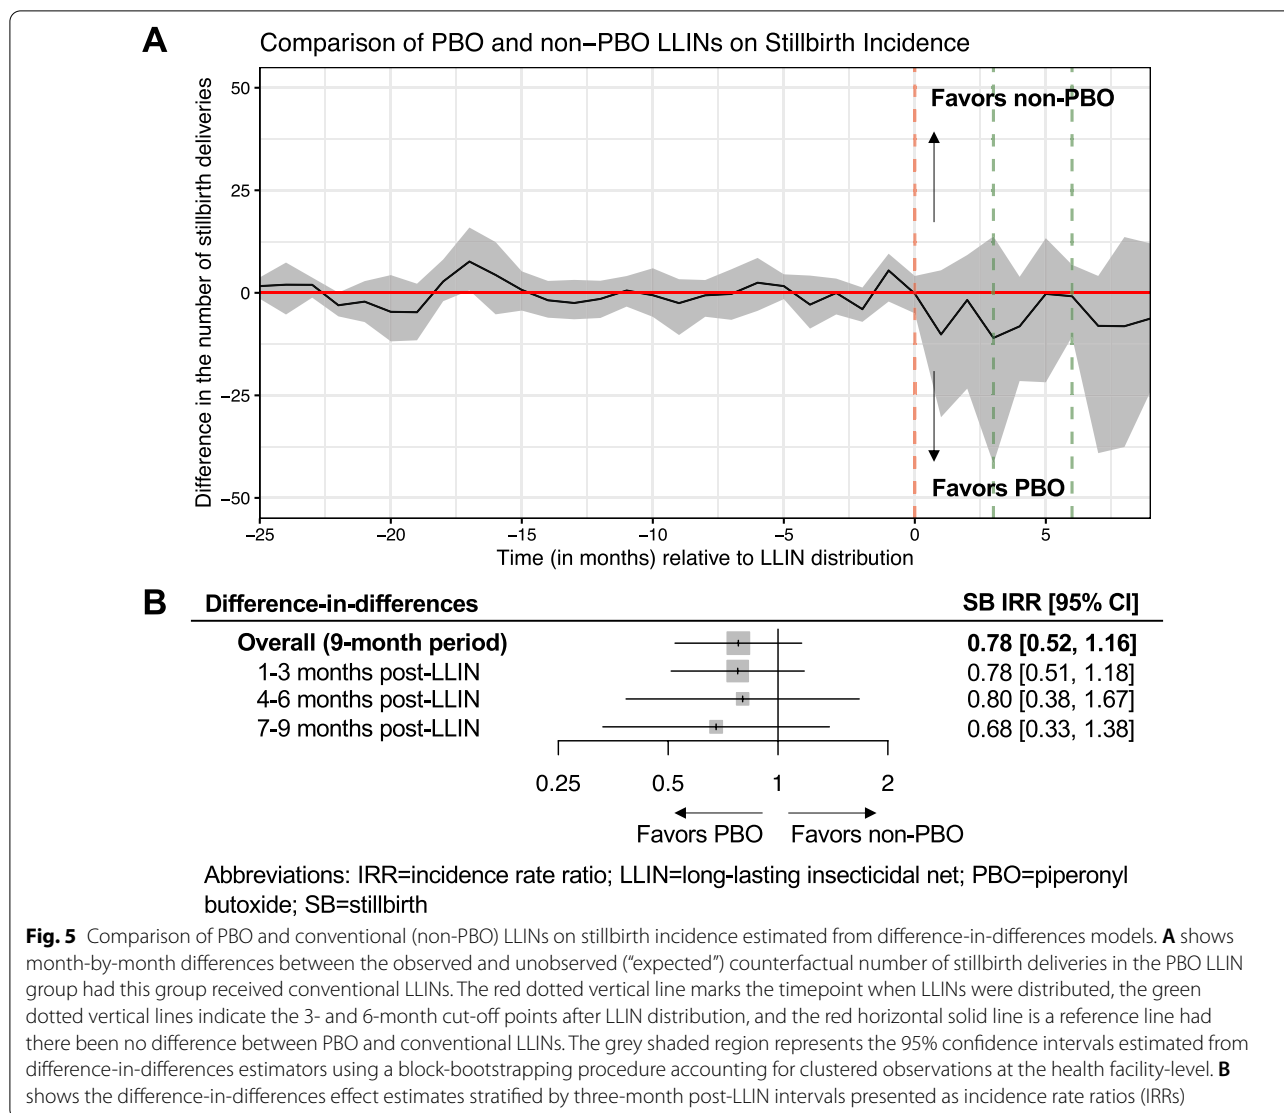 A
Comparison of PBO and non−PBO LLINs on Stillbirth Incidence
Difference in the number of stillbirth deliveries
50
25
0
−25
−50
Favors non-PBO
Favors PBO
−25 −20 −15 −10 −5 0 5
Time (in months) relative to LLIN distribution
B
Difference-in-differences SB IRR [95% CI]
Overall (9-month period) 0.78 [0.52, 1.16]
1-3 months post-LLIN 0.78 [0.51, 1.18]
4-6 months post-LLIN 0.80 [0.38, 1.67]
7-9 months post-LLIN 0.68 [0.33, 1.38]
0.25 0.5 1 2
Favors PBO Favors non-PBO
Abbreviations: IRR=incidence rate ratio; LLIN=long-lasting insecticidal net; PBO=piperonyl
butoxide; SB=stillbirth
Fig. 5 Comparison of PBO and conventional (non-PBO) LLINs on stillbirth incidence estimated from difference-in-differences models. A shows
month-by-month differences between the observed and unobserved (“expected”) counterfactual number of stillbirth deliveries in the PBO LLIN
group had this group received conventional LLINs. The red dotted vertical line marks the timepoint when LLINs were distributed, the green
dotted vertical lines indicate the 3- and 6-month cut-off points after LLIN distribution, and the red horizontal solid line is a reference line had
there been no difference between PBO and conventional LLINs. The grey shaded region represents the 95% confidence intervals estimated from
difference-in-differences estimators using a block-bootstrapping procedure accounting for clustered observations at the health facility-level. B
shows the difference-in-differences effect estimates stratified by three-month post-LLIN intervals presented as incidence rate ratios (IRRs)